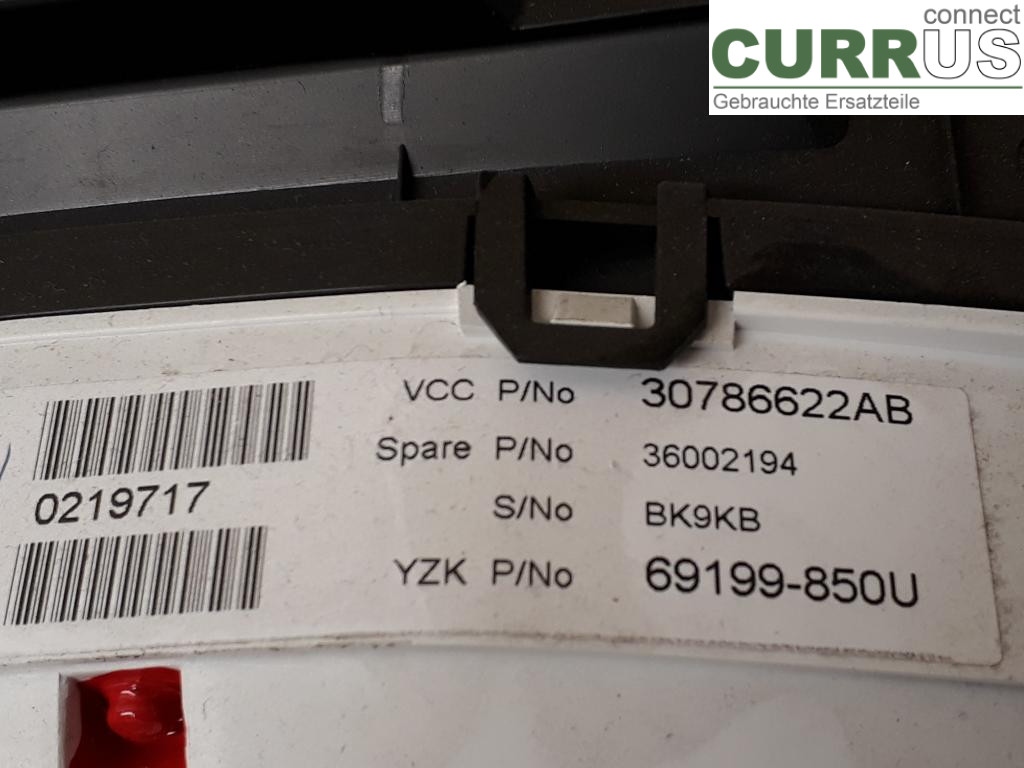 connect
CURRUS
Gebrauchte Ersatzteile
VCC P/No 30786622AB
Spare P/No 36002194
S/No BK9KB
YZK P/No 69199-850U
0219717